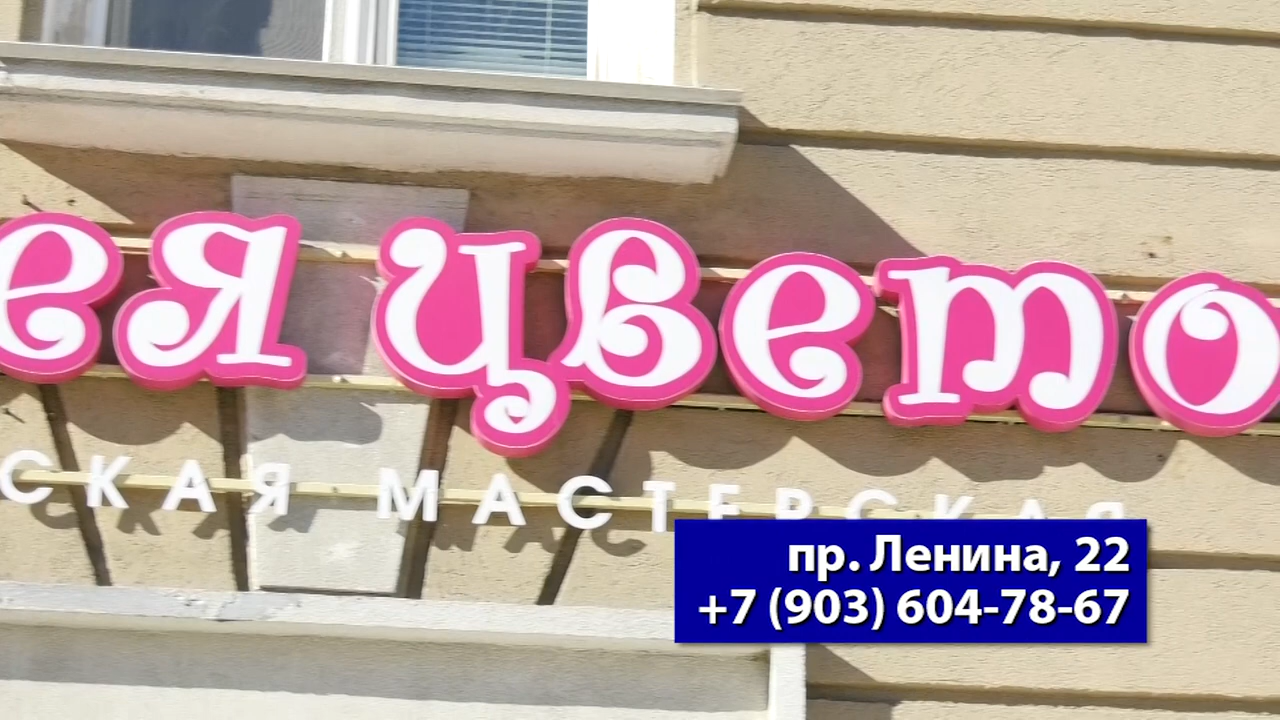 ея цвето
ская мастерская
пр. Ленина, 22
+7 (903) 604-78-67